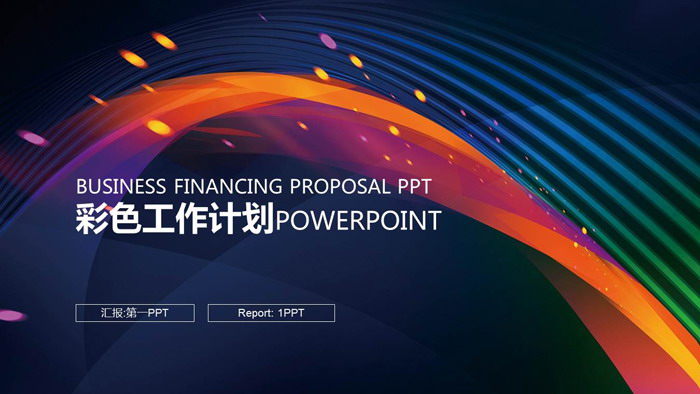 BUSINESS FINANCING PROPOSAL PPT
彩色工作计划POWERPOINT
汇报:第一PPT
Report: 1PPT